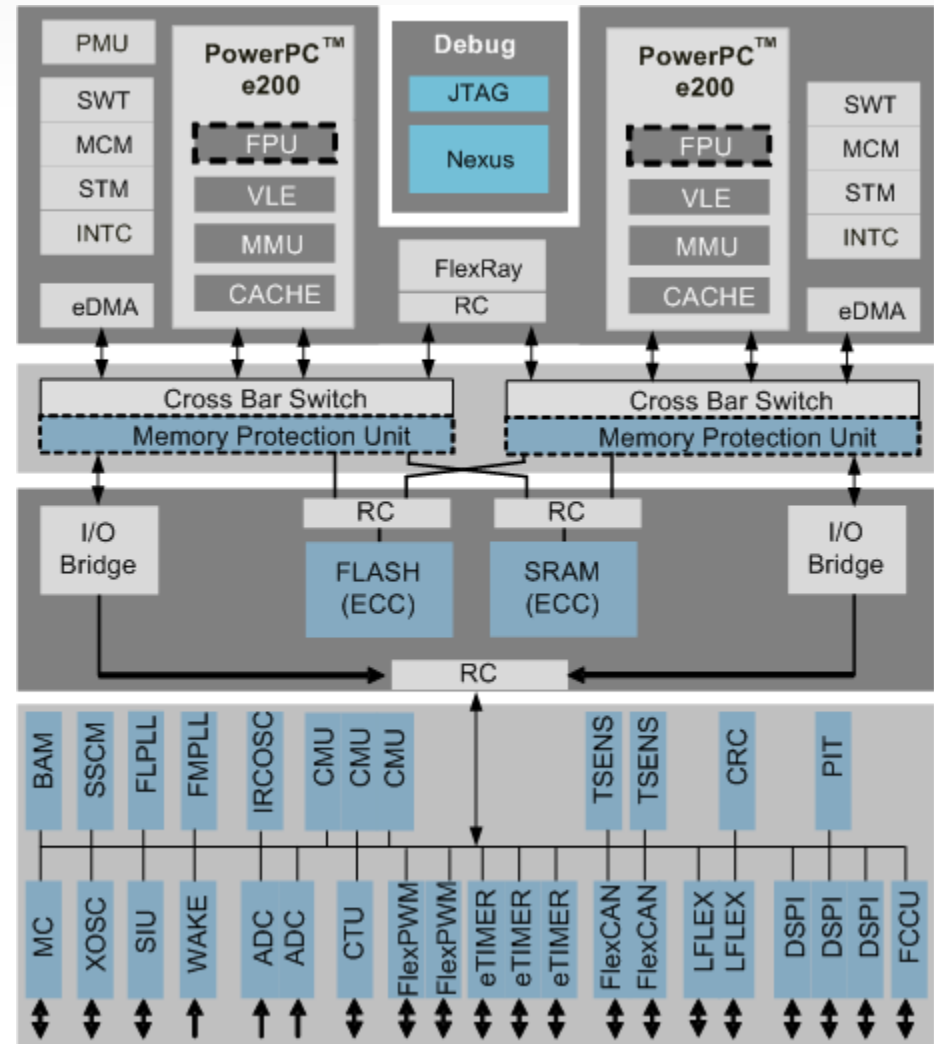 PMU
SWT
MCM
STM
INTC
eDMA
PowerPC™
e200
FPU
VLE
MMU
CACHE
Debug
JTAG
Nexus
FlexRay
RC
PowerPC™
e200
FPU
VLE
MMU
CACHE
SWT
MCM
STM
INTC
eDMA
Cross Bar Switch
Memory Protection Unit
Cross Bar Switch
Memory Protection Unit
I/O
Bridge
RC
FLASH
(ECC)
RC
SRAM
(ECC)
I/O
Bridge
RC
BAM
SSCM
FLPLL
FMPLL
IRCOSC
CMU
CMU
CMU
TSENS
TSENS
CRC
PIT
MC
XOSC
SIU
WAKE
ADC
ADC
CTU
FlexPWM
FlexPWM
eTIMER
eTIMER
eTIMER
FlexCAN
FlexCAN
LFLEX
LFLEX
DSPI
DSPI
DSPI
FCCU